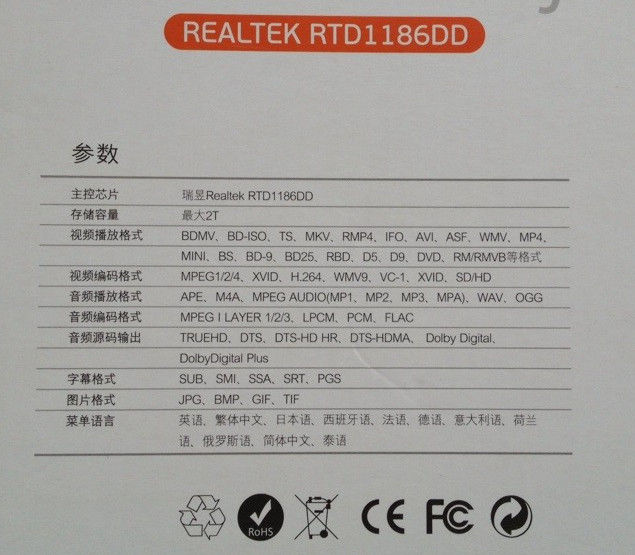 REALTEK RTD1186DD
参数
主控芯片 瑞昱Realtek RTD1186DD
存储容量 最大2T
视频播放格式 BDMV、BD-ISO、TS、MKV、RMP4、IFO、AVI、ASF、WMV、MP4、
MINI、BS、BD-9、BD25、RBD、D5、D9、DVD、RM/RMVB等格式
视频编码格式 MPEG1/2/4、XVID、H.264、WMV9、VC-1、XVID、SD/HD
音频播放格式 APE、M4A、MPEG AUDIO(MP1、MP2、MP3、MPA)、WAV、OGG
音频编码格式 MPEG I LAYER 1/2/3、LPCM、PCM、FLAC
音频源码输出 TRUEHD、DTS、DTS-HD HR、DTS-HDMA、Dolby Digital、
DolbyDigital Plus
字幕格式 SUB、SMI、SSA、SRT、PGS
图片格式 JPG、BMP、GIF、TIF
菜单语言 英语、繁体中文、日本语、西班牙语、法语、德语、意大利语、荷兰
语、俄罗斯语、简体中文、泰语
RoHS CE FC